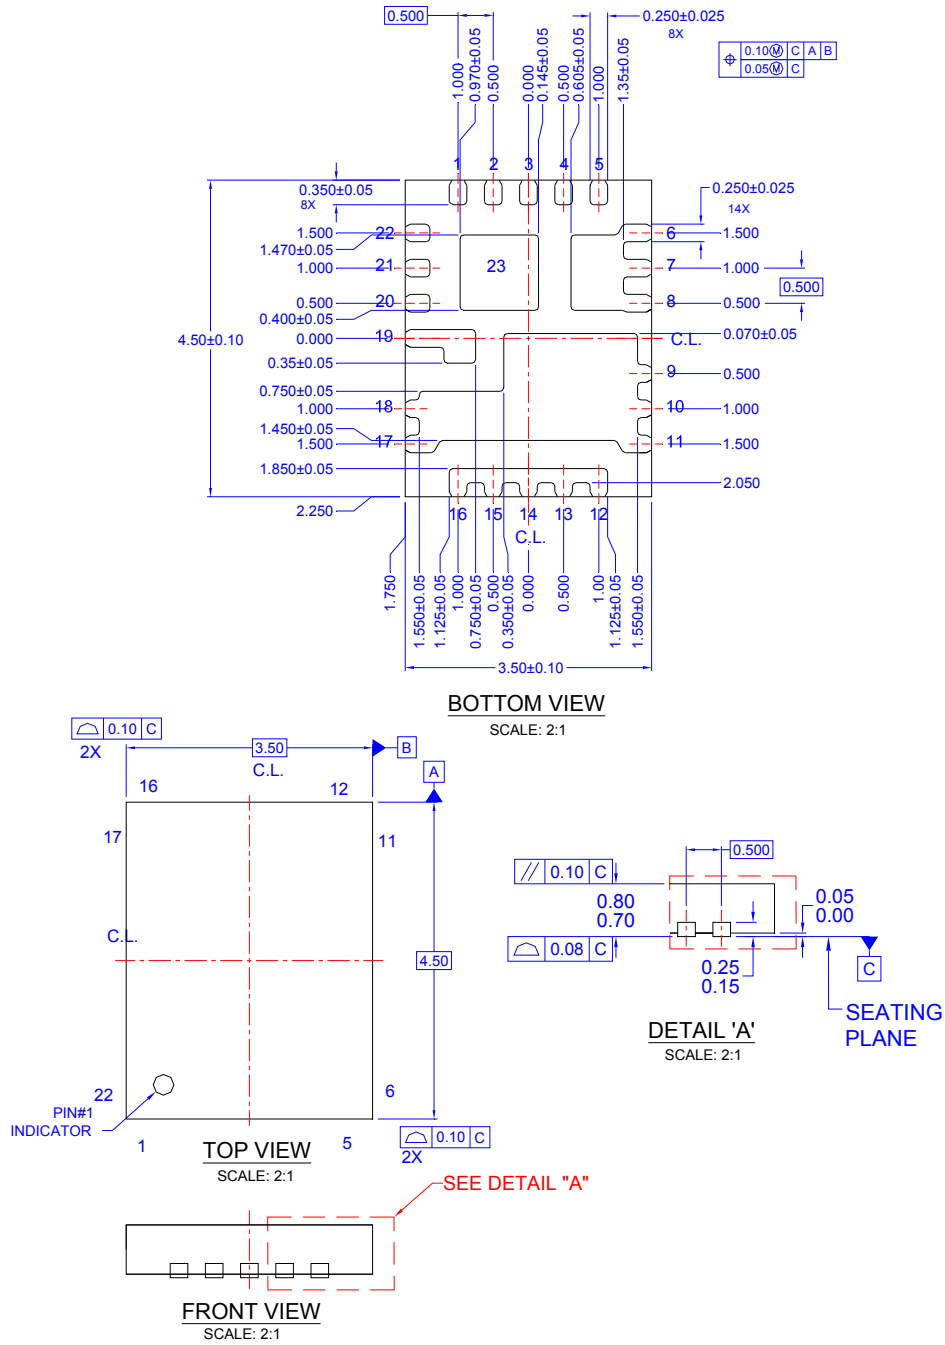 0.500
0.250±0.025
8X
0.10Ⓜ C A B
0.05Ⓜ C
1.000
0.970±0.05
0.500
0.000
0.145±0.05
0.500
0.605±0.05
1.000
1.35±0.05
1 2 3 4 5
0.350±0.05
8X
0.250±0.025
14X
1.500
22
6
1.500
1.470±0.05
1.000
21
23
7
1.000
0.500
0.500
20
8
0.500
0.400±0.05
0.000
19
C.L.
0.070±0.05
4.50±0.10
0.35±0.05
9
0.500
0.750±0.05
1.000
18
10
1.000
1.450±0.05
1.500
17
11
1.500
1.850±0.05
2.050
2.250
16 15 14 13 12
C.L.
1.750
1.550±0.05
1.125±0.05
1.000
0.750±0.05
0.500
0.350±0.05
0.000
0.500
1.00
1.125±0.05
1.550±0.05
3.50±0.10
BOTTOM VIEW
SCALE: 2:1
0.10 C
2X
3.50
B
C.L.
A
16
12
17
11
C.L.
4.50
22
6
PIN#1
INDICATOR
1
5
0.10 C
2X
TOP VIEW
SCALE: 2:1
0.500
// 0.10 C
0.80
0.70
0.05
0.00
0.08 C
0.25
0.15
C
SEATING
PLANE
DETAIL 'A'
SCALE: 2:1
SEE DETAIL "A"
FRONT VIEW
SCALE: 2:1